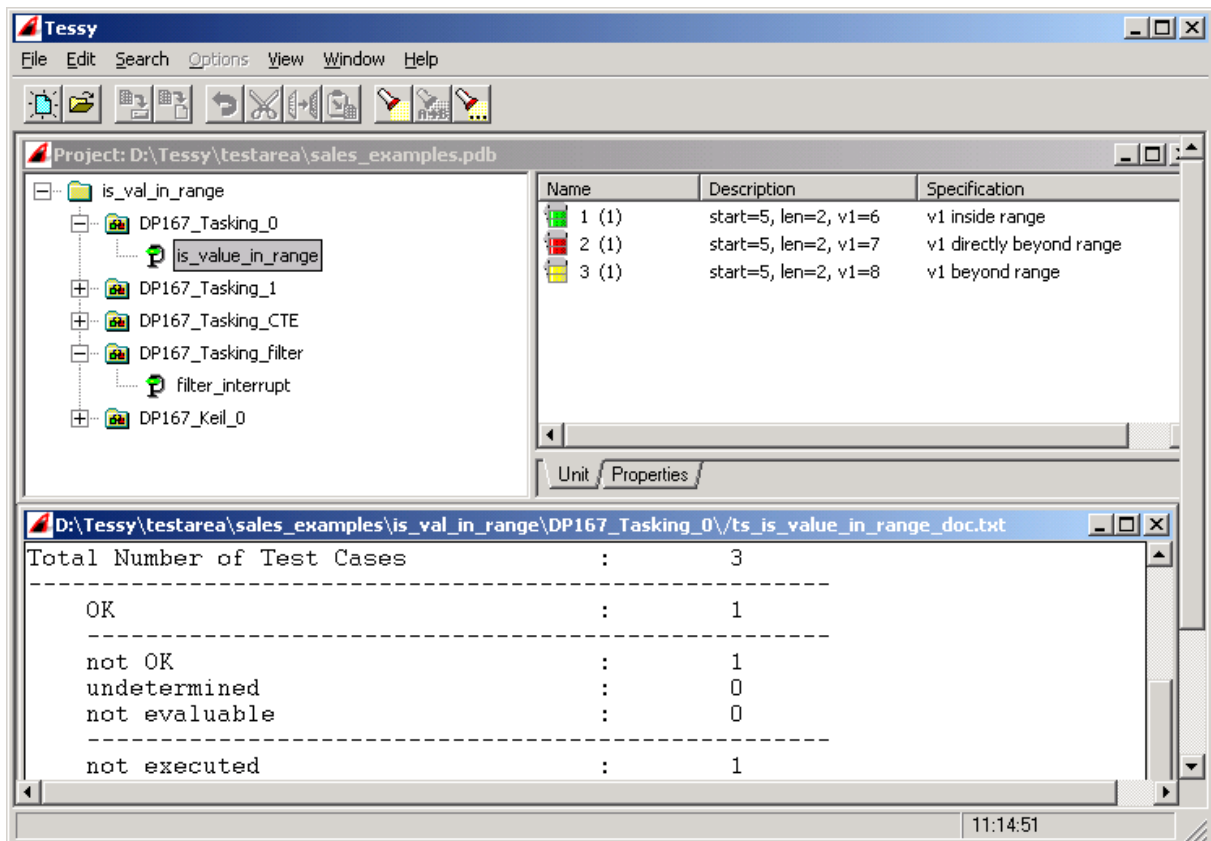 Tessy
File Edit Search Options View Window Help
Project: D:\Tessy\testarea\sales_examples.pdb
is_val_in_range
DP167_Tasking_0
is_value_in_range
DP167_Tasking_1
DP167_Tasking_CTE
DP167_Tasking_filter
filter_interrupt
DP167_Keil_0
Name Description Specification
1 (1) start=5, len=2, v1=6 v1 inside range
2 (1) start=5, len=2, v1=7 v1 directly beyond range
3 (1) start=5, len=2, v1=8 v1 beyond range
Unit Properties
D:\Tessy\testarea\sales_examples\is_val_in_range\DP167_Tasking_0\/ts_is_value_in_range_doc.txt
Total Number of Test Cases : 3
OK : 1
not OK : 1
undetermined : 0
not evaluable : 0
not executed : 1
11:14:51